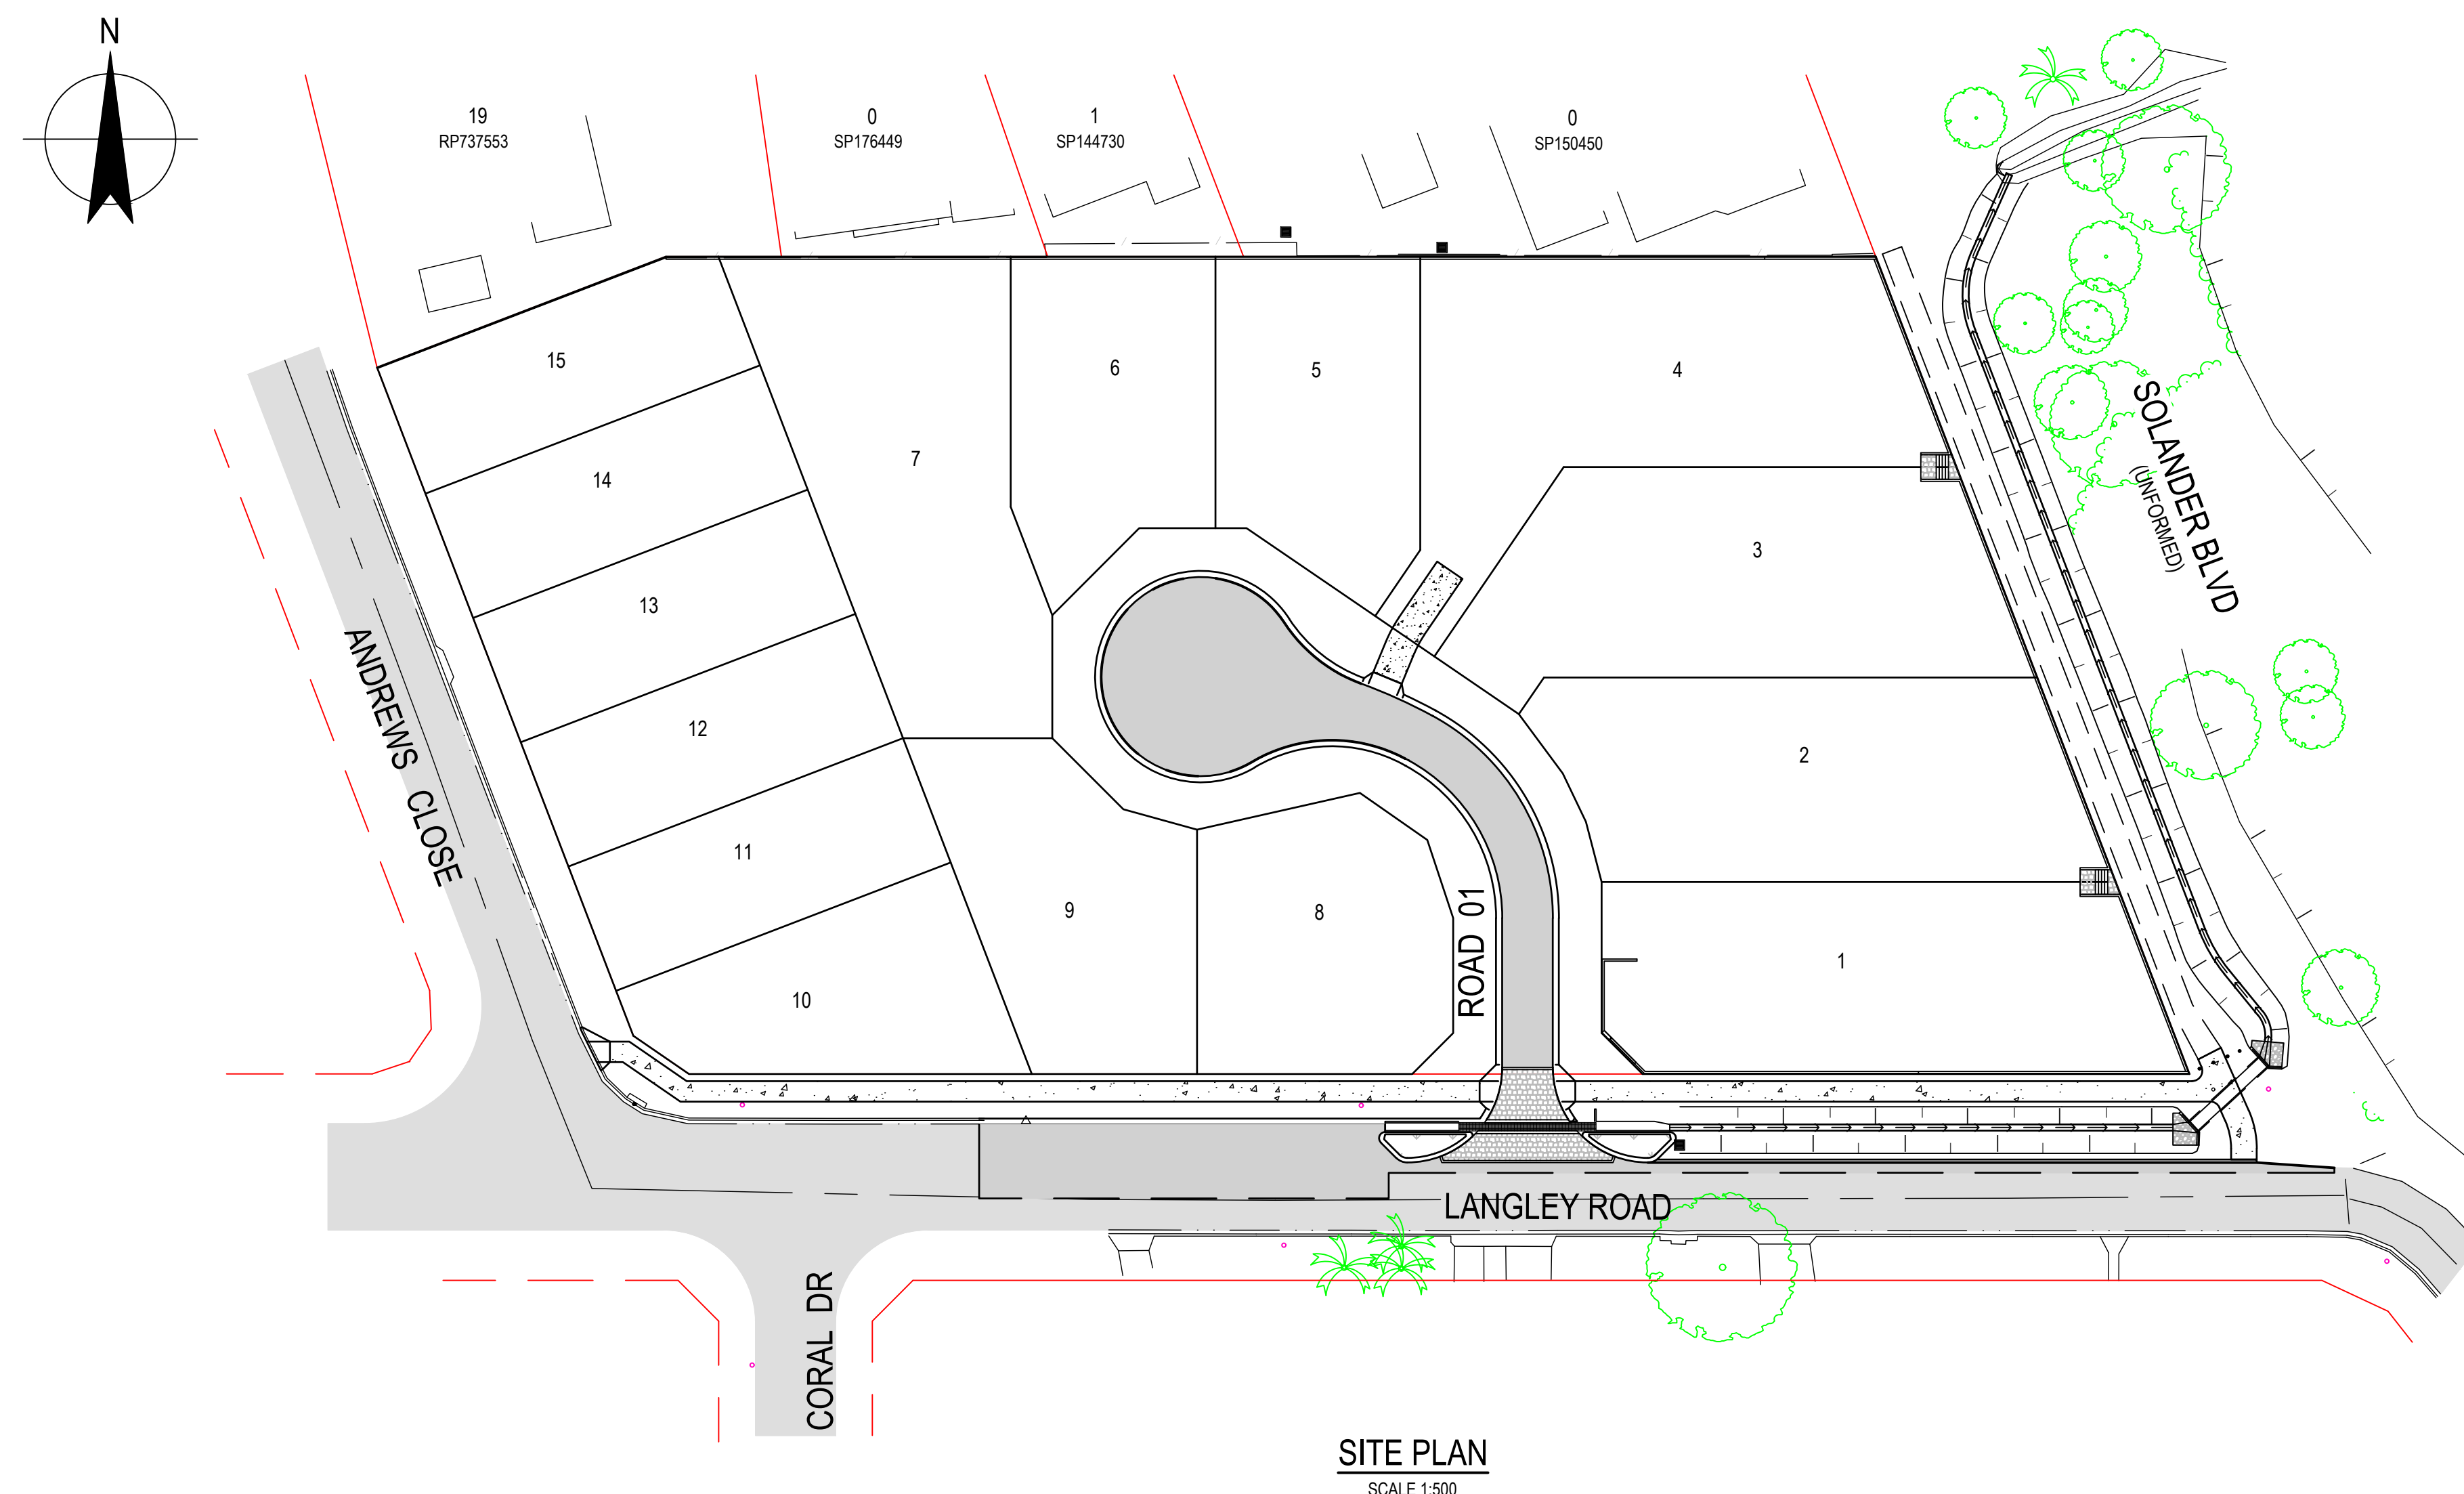 N
19
RP737553
0
SP176449
1
SP144730
0
SP150450
15
14
13
12
11
10
7
6
5
4
3
2
1
9
8
ANDREWS CLOSE
SOLANDER BLVD
(UNFORMED)
ROAD 01
LANGLEY ROAD
CORAL DR
SITE PLAN
SCALE 1:500